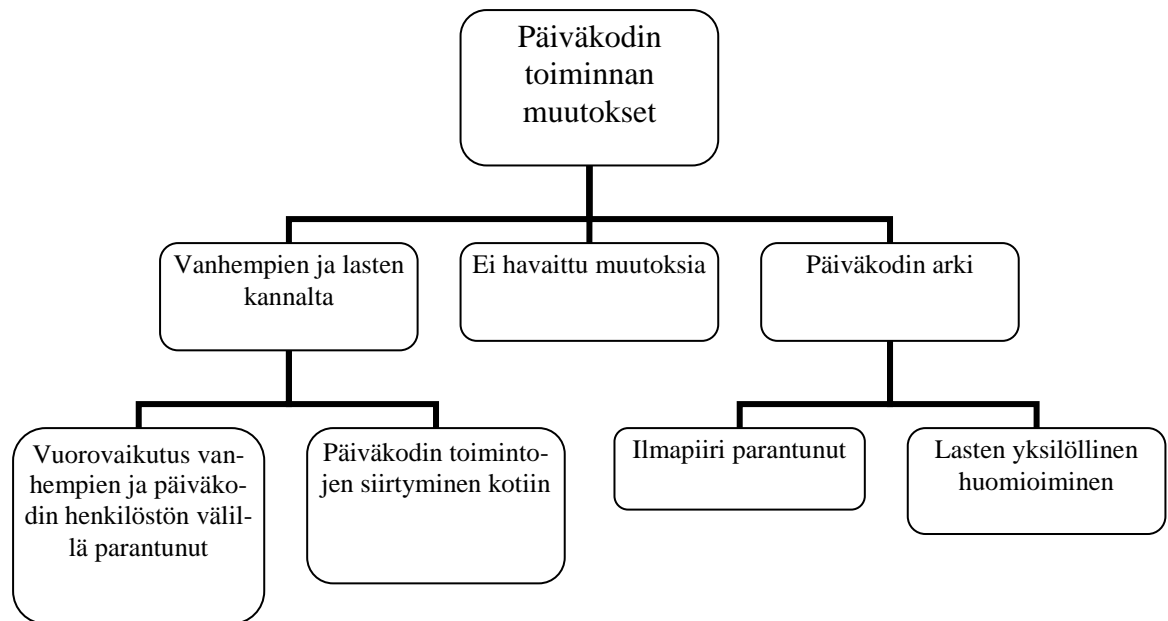 Päiväkodin
toiminnan
muutokset
Vanhempien ja lasten
kannalta
Ei havaittu muutoksia
Päiväkodin arki
Vuorovaikutus van-
hempien ja päiväko-
din henkilöstön välil-
lä parantunut
Päiväkodin toiminto-
jen siirtyminen kotiin
Ilmapiiri parantunut
Lasten yksilöllinen
huomioiminen